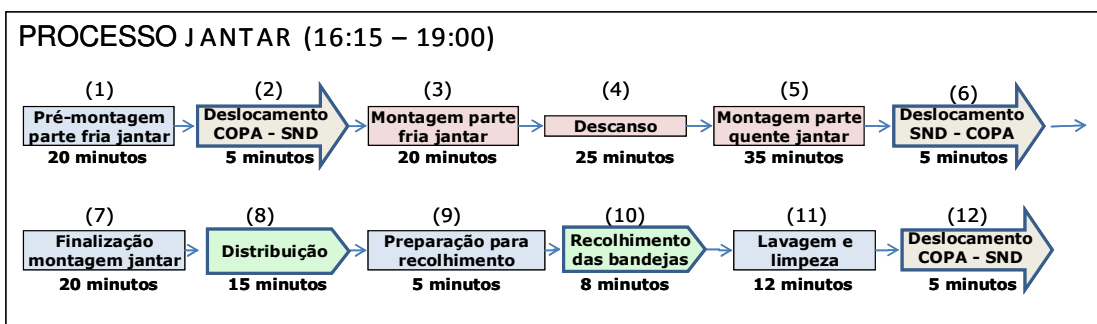 PROCESSO JANTAR (16:15 – 19:00)
(1) (2) (3) (4) (5) (6)
Pré-montagem
parte fria jantar
20 minutos
Deslocamento
COPA - SND
5 minutos
Montagem parte
fria jantar
20 minutos
Descanso
25 minutos
Montagem parte
quente jantar
35 minutos
Deslocamento
SND - COPA
5 minutos
(7) (8) (9) (10) (11) (12)
Finalização
montagem jantar
20 minutos
Distribuição
15 minutos
Preparação para
recolhimento
5 minutos
Recolhimento
das bandejas
8 minutos
Lavagem e
limpeza
12 minutos
Deslocamento
COPA - SND
5 minutos